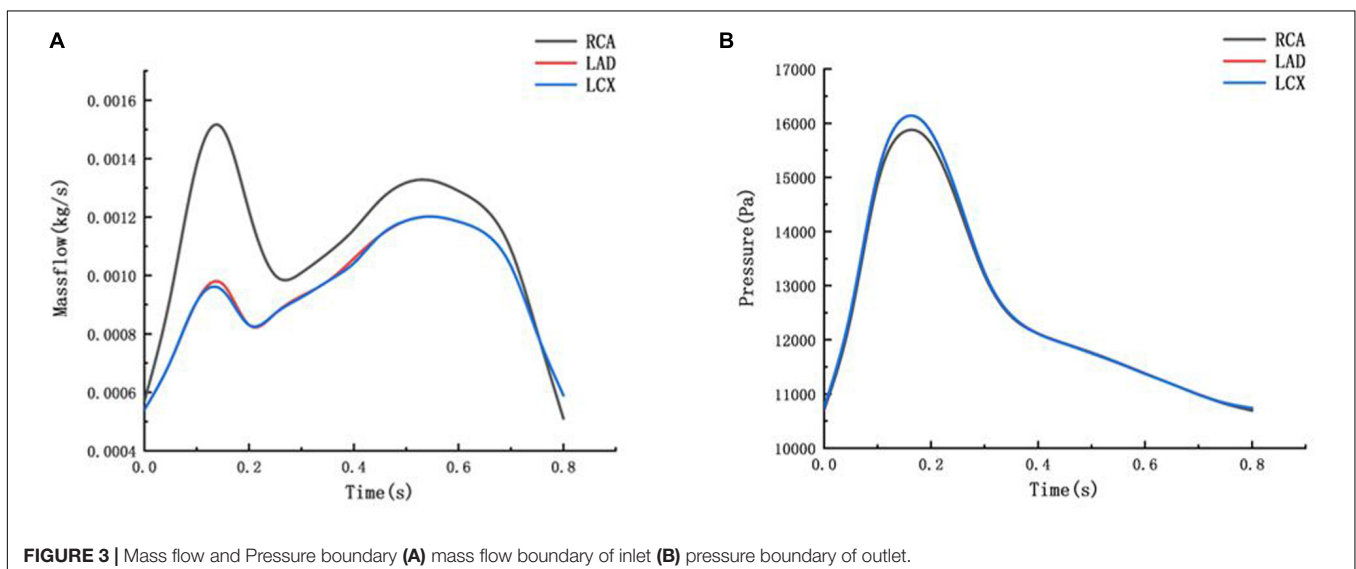 A
RCA
LAD
LCX
0.0016
0.0014
0.0012
0.0010
0.0008
0.0006
0.0004
Massflow(kg/s)
0.0 0.2 0.4 0.6 0.8
Time(s)
B
RCA
LAD
LCX
17000
16000
15000
14000
13000
12000
11000
10000
Pressure(Pa)
0.0 0.2 0.4 0.6 0.8
Time(s)
FIGURE 3 | Mass flow and Pressure boundary (A) mass flow boundary of inlet (B) pressure boundary of outlet.